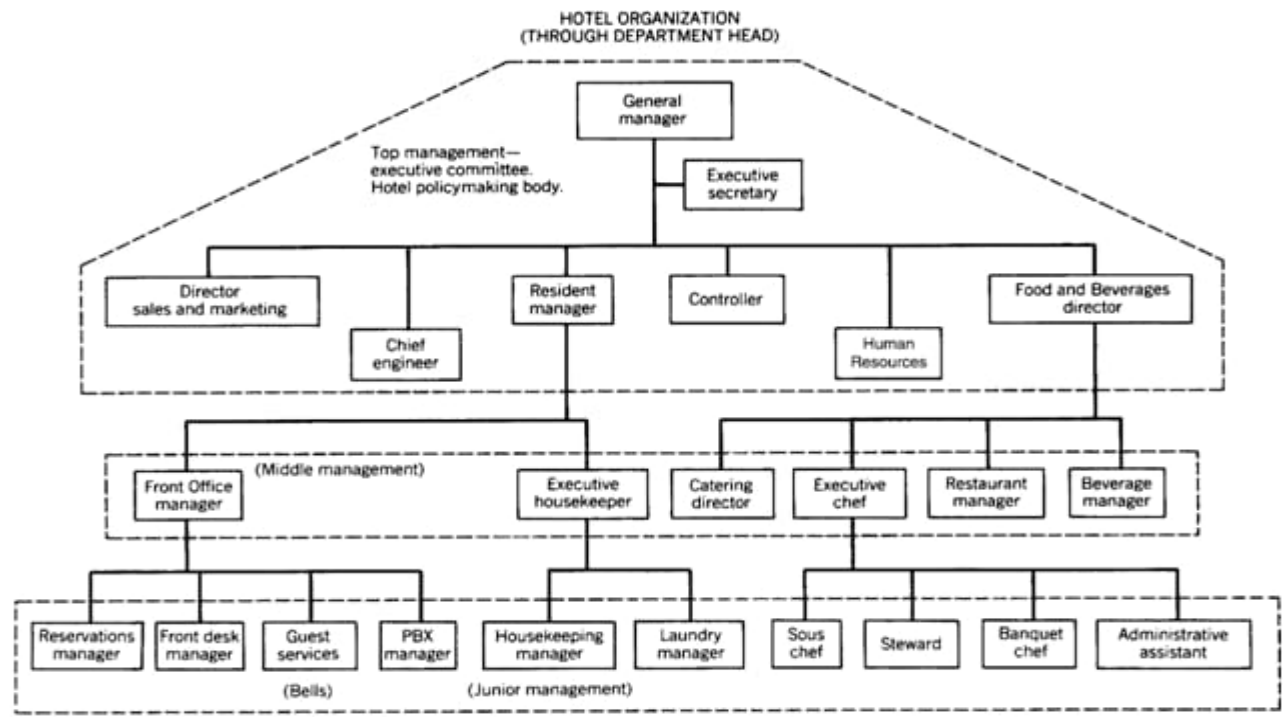 HOTEL ORGANIZATION
(THROUGH DEPARTMENT HEAD)
General
manager
Top management—
executive committee.
Hotel policymaking body.
Executive
secretary
Director
sales and marketing
Chief
engineer
Resident
manager
Controller
Human
Resources
Food and Beverages
director
(Middle management)
Front Office
manager
Executive
housekeeper
Catering
director
Executive
chef
Restaurant
manager
Beverage
manager
Reservations
manager
Front desk
manager
Guest
services
PBX
manager
Housekeeping
manager
Laundry
manager
Sous
chef
Steward
Banquet
chef
Administrative
assistant
(Bells)
(Junior management)